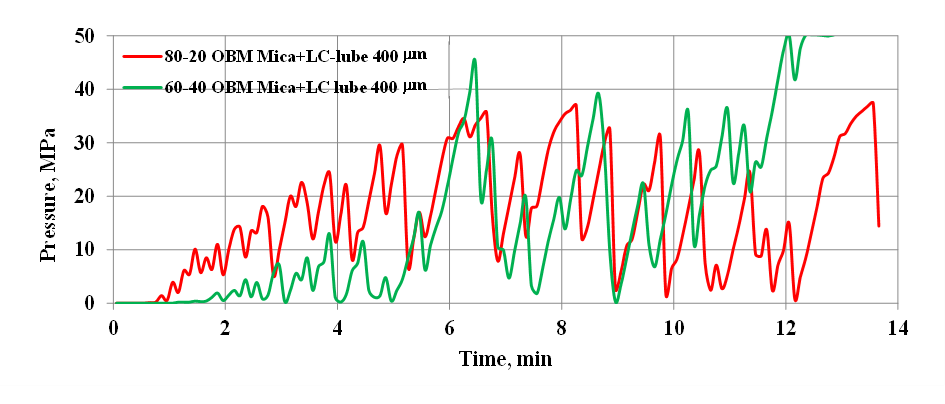 50
80-20 OBM Mica+LC-lube 400 μm
60-40 OBM Mica+LC lube 400 μm
40
30
20
10
0
Pressure, MPa
0 2 4 6 8 10 12 14
Time, min